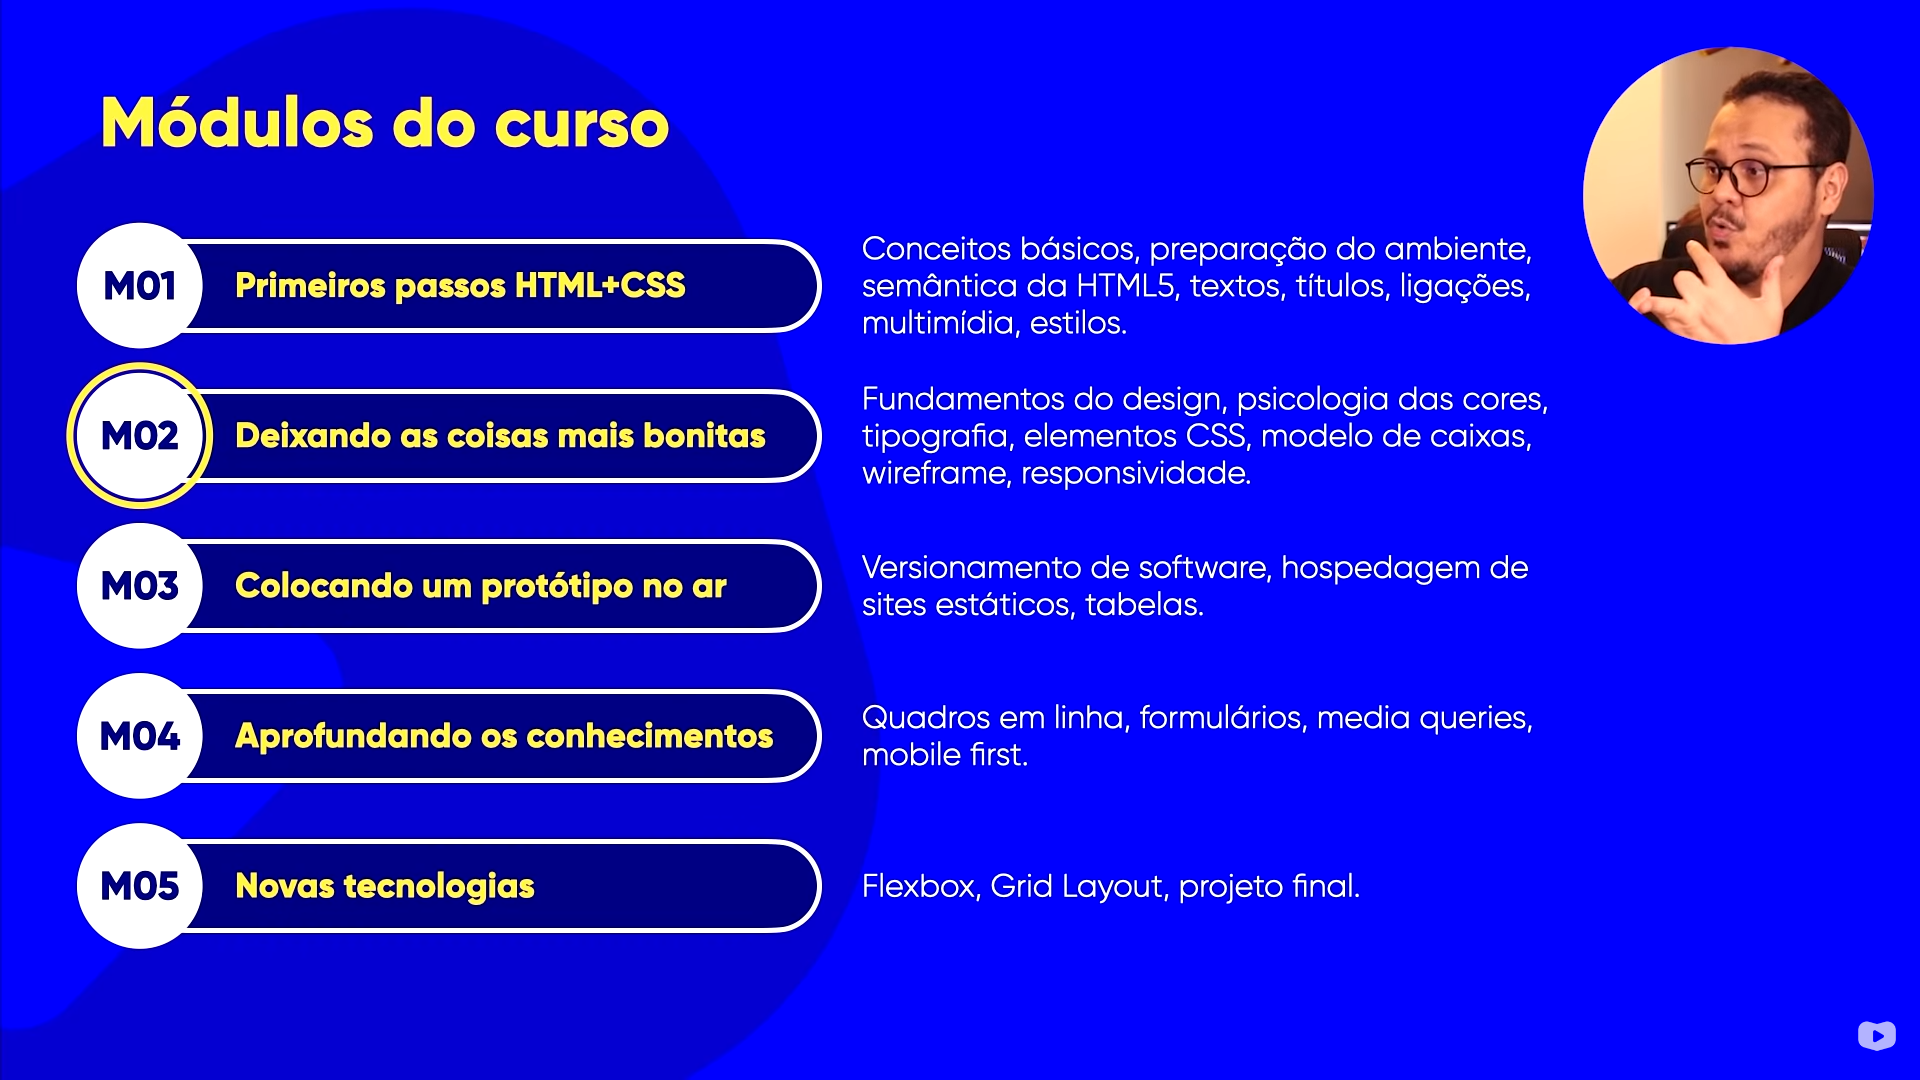 Módulos do curso
M01
Primeiros passos HTML+CSS
Conceitos básicos, preparação do ambiente,
semântica da HTML5, textos, títulos, ligações,
multimídia, estilos.
M02
Deixando as coisas mais bonitas
Fundamentos do design, psicologia das cores,
tipografia, elementos CSS, modelo de caixas,
wireframe, responsividade.
M03
Colocando um protótipo no ar
Versionamento de software, hospedagem de
sites estáticos, tabelas.
M04
Aprofundando os conhecimentos
Quadros em linha, formulários, media queries,
mobile first.
M05
Novas tecnologias
Flexbox, Grid Layout, projeto final.